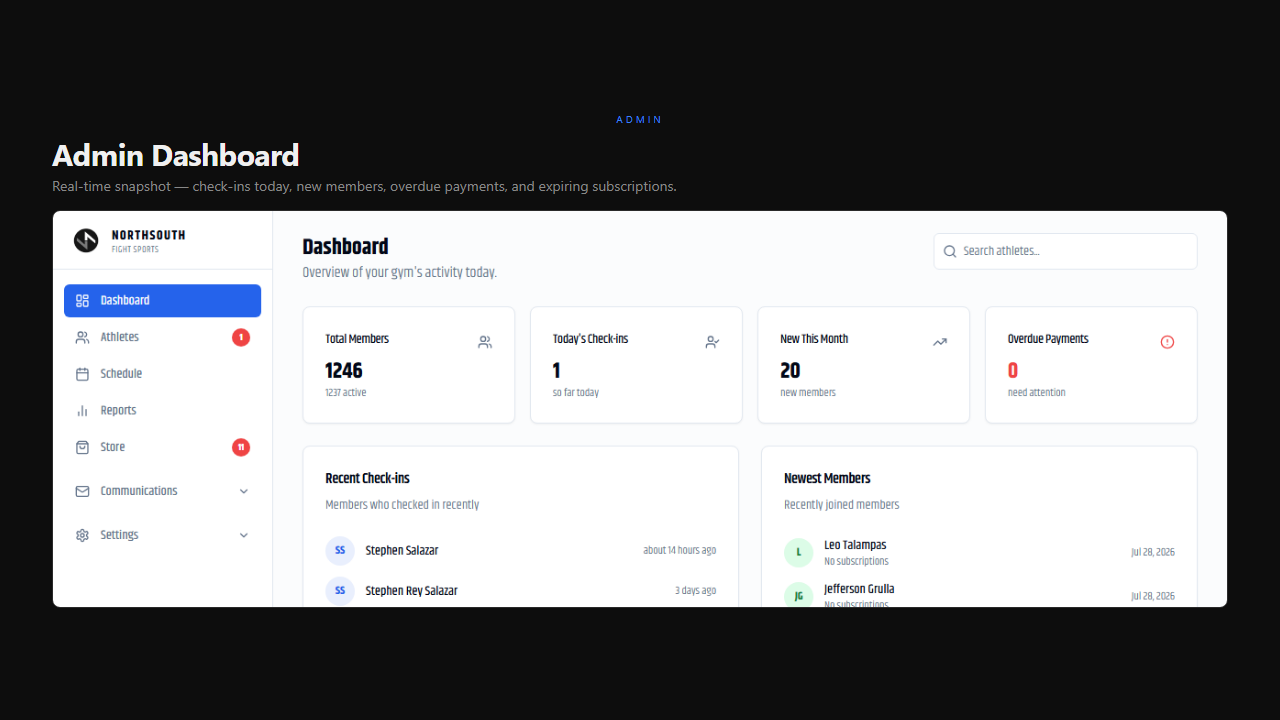 ADMIN
Admin Dashboard
Real-time snapshot — check-ins today, new members, overdue payments, and expiring subscriptions.
NORTHSOUTH
FIGHT SPORTS
Dashboard
Athletes 1
Schedule
Reports
Store 11
Communications
Settings
Dashboard
Overview of your gym's activity today.
Search athletes...
Total Members
1246
1237 active
Today's Check-ins
1
so far today
New This Month
20
new members
Overdue Payments
0
need attention
Recent Check-ins
Members who checked in recently
SS Stephen Salazar about 14 hours ago
SS Stephen Rey Salazar 3 days ago
Newest Members
Recently joined members
L Leo Talampas Jul 28, 2026
No subscriptions
JG Jefferson Grulla Jul 28, 2026
No subscriptions